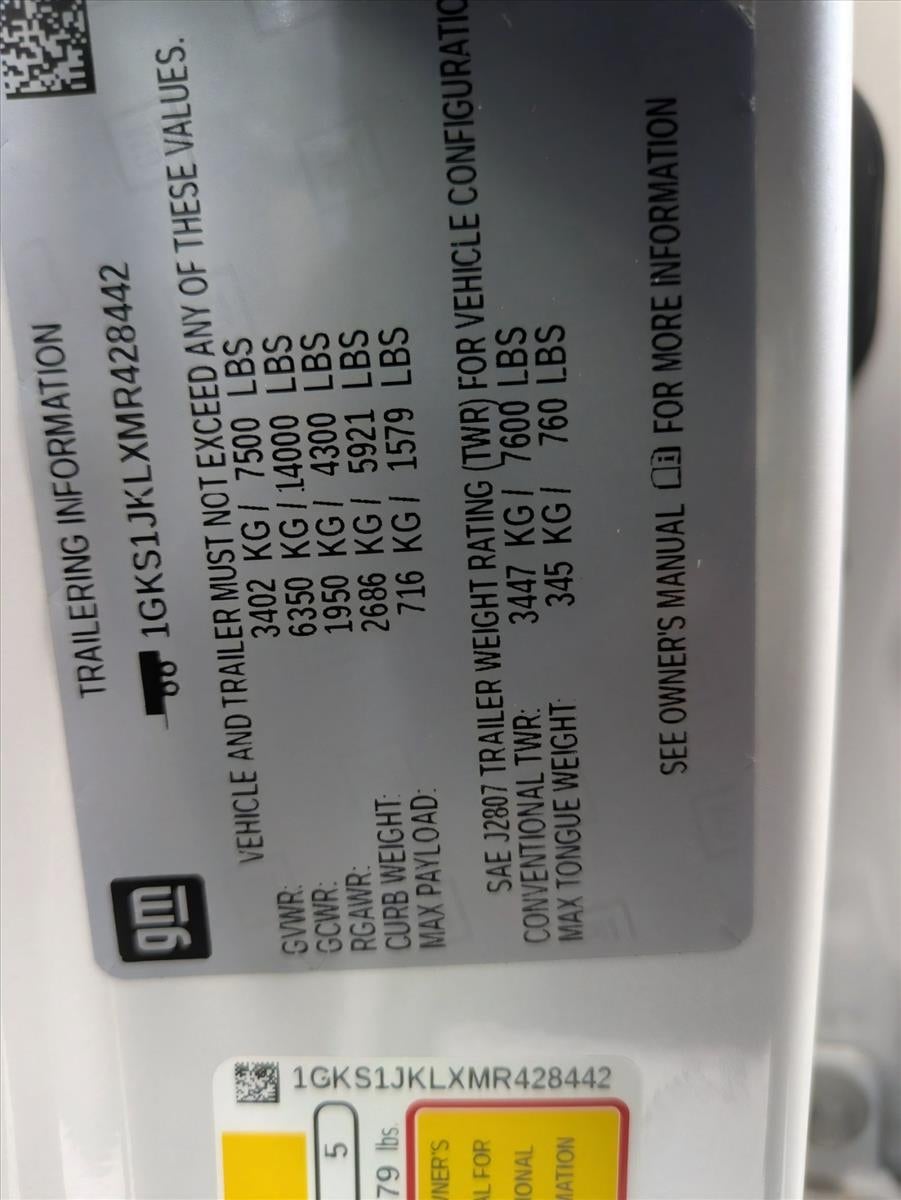 gm
TRAILERING INFORMATION
1GKS1JKLXMR428442
VEHICLE AND TRAILER MUST NOT EXCEED ANY OF THESE VALUES.
GVWR: 3402 KG / 7500 LBS
GCWR: 6350 KG / 14000 LBS
RGAWR: 1950 KG / 4300 LBS
CURB WEIGHT: 2686 KG / 5921 LBS
MAX PAYLOAD: 716 KG / 1579 LBS
SAE J2807 TRAILER WEIGHT RATING (TWR) FOR VEHICLE CONFIGURATIO
CONVENTIONAL TWR: 3447 KG / 7600 LBS
MAX TONGUE WEIGHT: 345 KG / 760 LBS
SEE OWNER'S MANUAL FOR MORE INFORMATION
1GKS1JKLXMR428442
5
79 lbs.
NER'S
AL FOR
IONAL
MATION